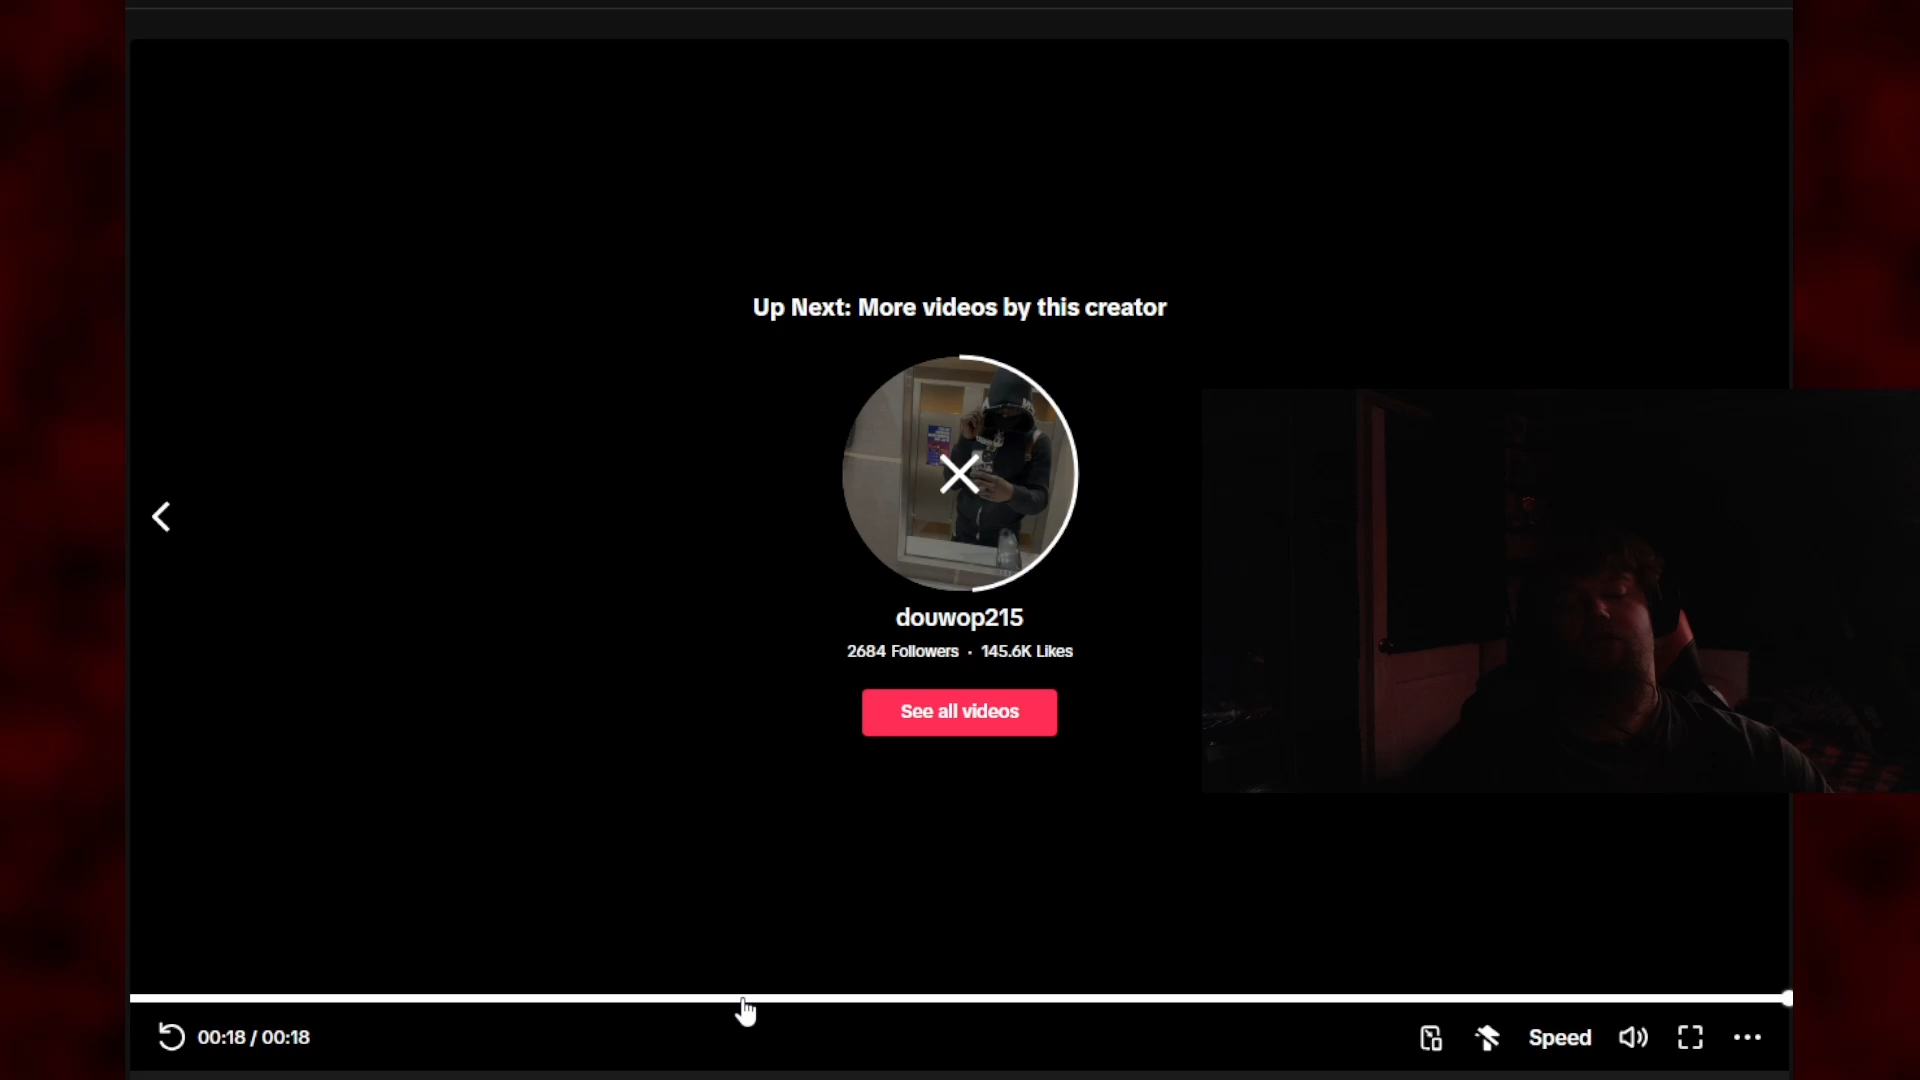 Up Next: More videos by this creator
douwop215
2684 Followers · 145.6K Likes
See all videos
00:18 / 00:18
Speed